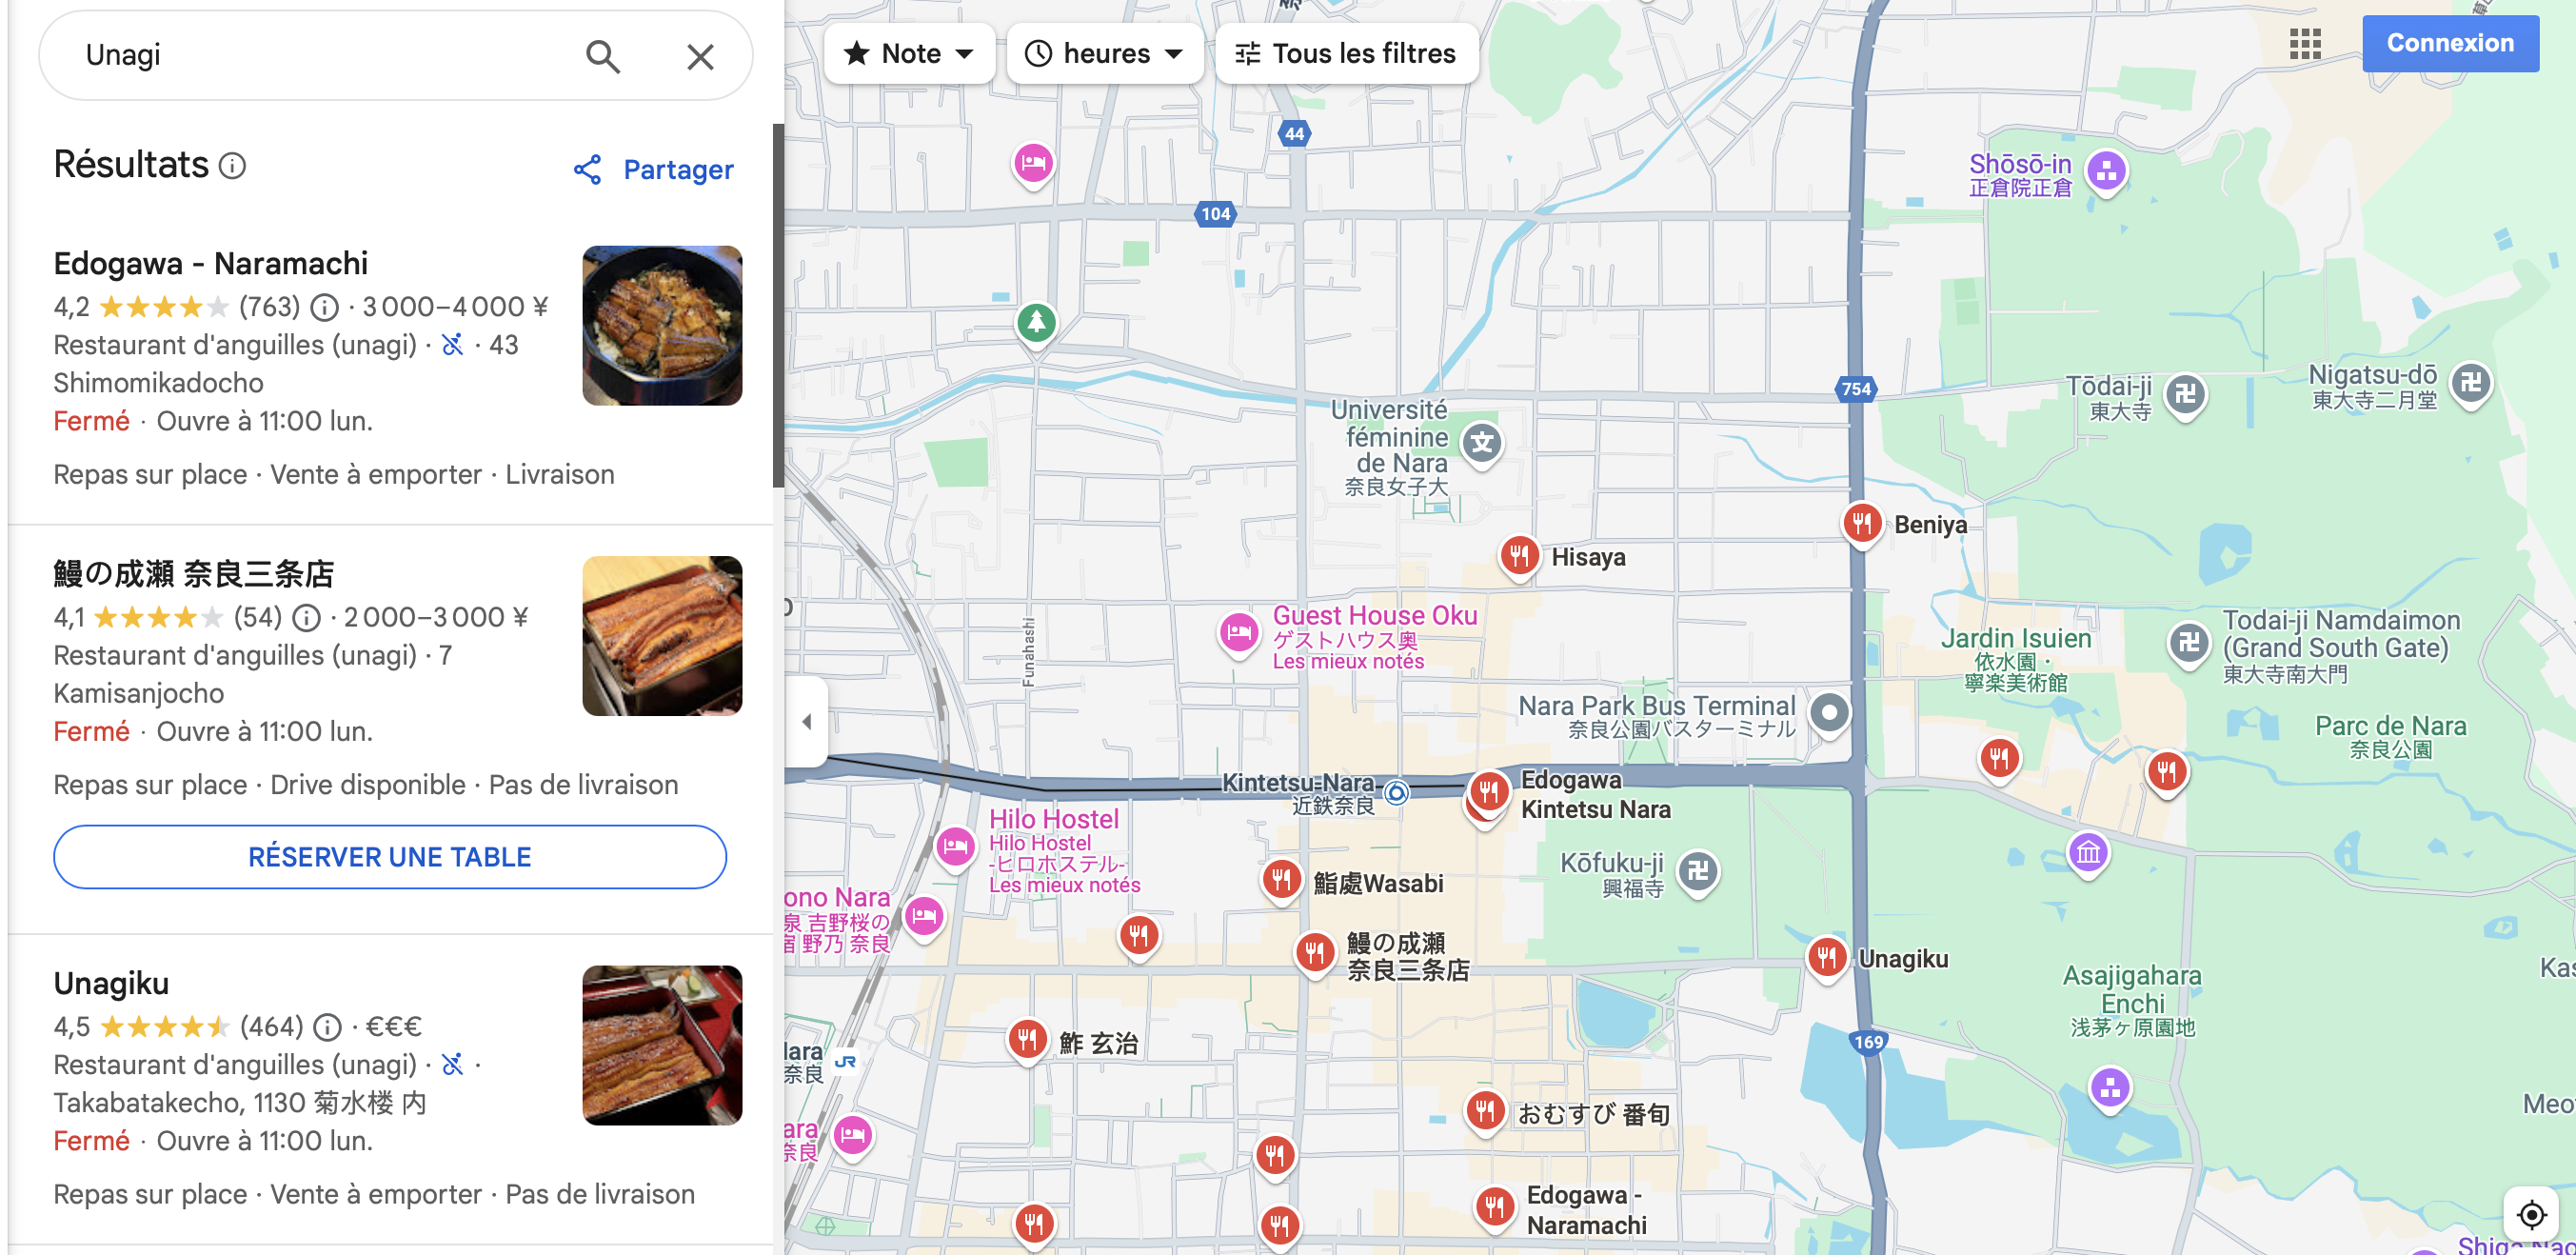 Unagi
Résultats
Partager
Edogawa - Naramachi
4,2 (763) · 3 000–4 000 ¥
Restaurant d'anguilles (unagi) · · 43
Shimomikadocho
Fermé · Ouvre à 11:00 lun.
Repas sur place · Vente à emporter · Livraison
鰻の成瀬 奈良三条店
4,1 (54) · 2 000–3 000 ¥
Restaurant d'anguilles (unagi) · 7
Kamisanjocho
Fermé · Ouvre à 11:00 lun.
Repas sur place · Drive disponible · Pas de livraison
RÉSERVER UNE TABLE
Unagiku
4,5 (464) · €€€
Restaurant d'anguilles (unagi) · ·
Takabatakecho, 1130 菊水楼 内
Fermé · Ouvre à 11:00 lun.
Repas sur place · Vente à emporter · Pas de livraison
Note
heures
Tous les filtres
Connexion
44
104
Shōsō-in
正倉院正倉
754
Tōdai-ji
東大寺
Nigatsu-dō
東大寺二月堂
Université
féminine
de Nara
奈良女子大
Beniya
Hisaya
Guest House Oku
ゲストハウス奥
Les mieux notés
Funahashi
Jardin Isuien
依水園・
寧楽美術館
Todai-ji Namdaimon
(Grand South Gate)
東大寺南大門
Nara Park Bus Terminal
奈良公園バスターミナル
Parc de Nara
奈良公園
Kintetsu-Nara
近鉄奈良
Edogawa
Kintetsu Nara
Hilo Hostel
Hilo Hostel
-ヒロホステル-
Les mieux notés
Kōfuku-ji
興福寺
鮨處Wasabi
ono Nara
泉 吉野桜の
宿 野乃 奈良
鰻の成瀬
奈良三条店
Unagiku
Asajigahara
Enchi
浅茅ヶ原園地
Kas
鮓 玄治
169
lara
奈良
JR
おむすび 番旬
Meo
ara
奈良
Edogawa -
Naramachi
Shiga Nao